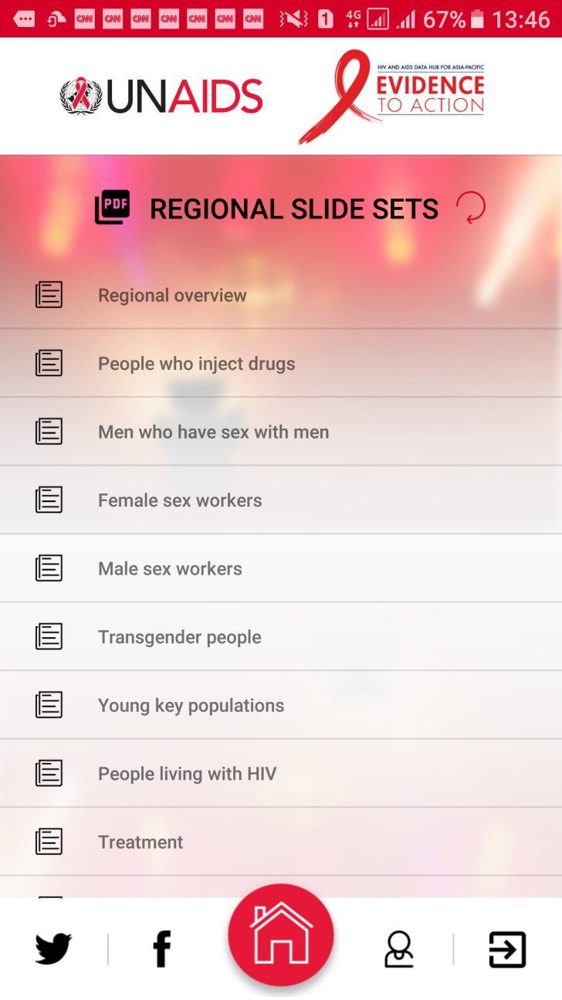 CNN CNN CNN CNN CNN CNN CNN 1 4G 67% 13:46
UNAIDS
HIV AND AIDS DATA HUB FOR ASIA-PACIFIC
EVIDENCE
TO ACTION
PDF REGIONAL SLIDE SETS
Regional overview
People who inject drugs
Men who have sex with men
Female sex workers
Male sex workers
Transgender people
Young key populations
People living with HIV
Treatment